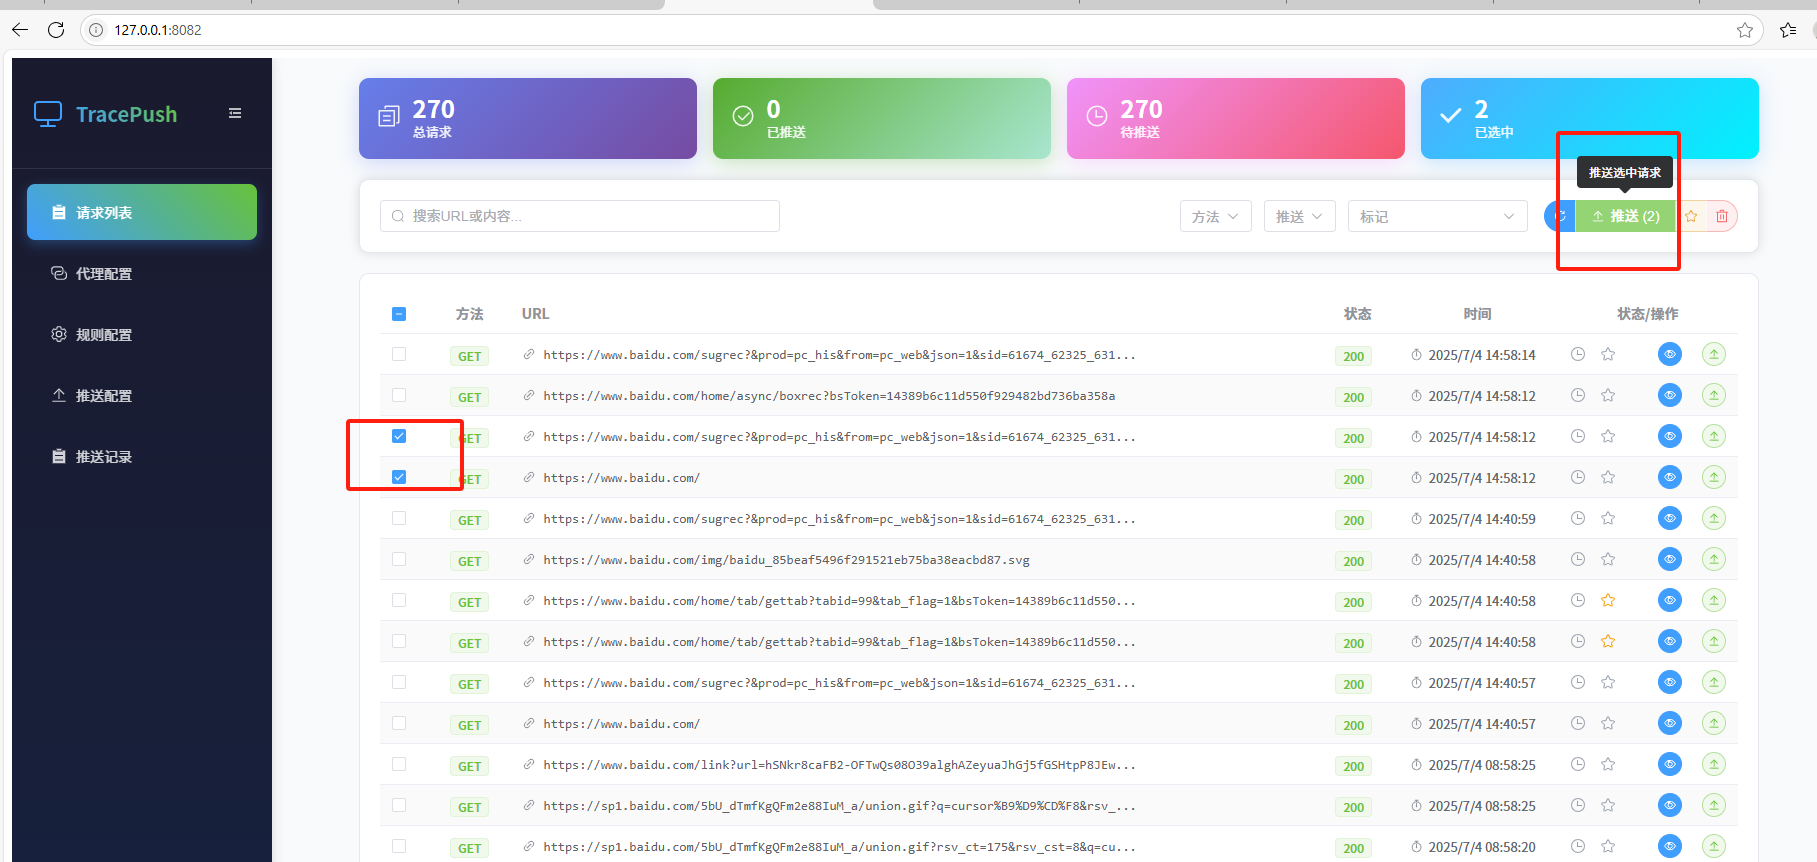 127.0.0.1:8082
TracePush
请求列表
代理配置
规则配置
推送配置
推送记录
270
总请求
0
已推送
270
待推送
2
已选中
推送选中请求
搜索URL或内容...
方法
推送
标记
推送 (2)
方法 URL 状态 时间 状态/操作
GET https://www.baidu.com/sugrec?&prod=pc_his&from=pc_web&json=1&sid=61674_62325_631... 200 2025/7/4 14:58:14
GET https://www.baidu.com/home/async/boxrec?bsToken=14389b6c11d550f929482bd736ba358a 200 2025/7/4 14:58:12
GET https://www.baidu.com/sugrec?&prod=pc_his&from=pc_web&json=1&sid=61674_62325_631... 200 2025/7/4 14:58:12
GET https://www.baidu.com/ 200 2025/7/4 14:58:12
GET https://www.baidu.com/sugrec?&prod=pc_his&from=pc_web&json=1&sid=61674_62325_631... 200 2025/7/4 14:40:59
GET https://www.baidu.com/img/baidu_85beaf5496f291521eb75ba38eacbd87.svg 200 2025/7/4 14:40:58
GET https://www.baidu.com/home/tab/gettab?tabid=99&tab_flag=1&bsToken=14389b6c11d550... 200 2025/7/4 14:40:58
GET https://www.baidu.com/home/tab/gettab?tabid=99&tab_flag=1&bsToken=14389b6c11d550... 200 2025/7/4 14:40:58
GET https://www.baidu.com/sugrec?&prod=pc_his&from=pc_web&json=1&sid=61674_62325_631... 200 2025/7/4 14:40:57
GET https://www.baidu.com/ 200 2025/7/4 14:40:57
GET https://www.baidu.com/link?url=hSNkr8caFB2-OFTwQs08O39alghAZeyuaJhGj5fGSHtpP8JEw... 200 2025/7/4 08:58:25
GET https://sp1.baidu.com/5bU_dTmfKgQFm2e88IuM_a/union.gif?q=cursor%B9%D9%CD%F8&rsv_... 200 2025/7/4 08:58:25
GET https://sp1.baidu.com/5bU_dTmfKgQFm2e88IuM_a/union.gif?rsv_ct=175&rsv_cst=8&q=cu... 200 2025/7/4 08:58:20